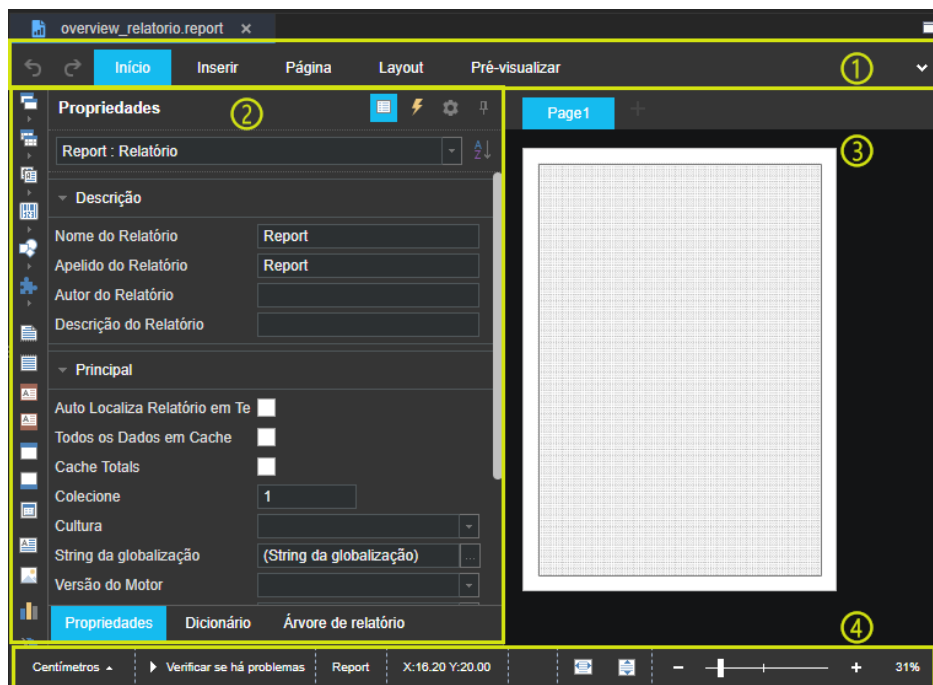 overview_relatorio.report
Início Inserir Página Layout Pré-visualizar
1
Propriedades
2
Report : Relatório
A
Z
Descrição
Nome do Relatório Report
Apelido do Relatório Report
Autor do Relatório
Descrição do Relatório
Principal
Auto Localiza Relatório em Te
Todos os Dados em Cache
Cache Totals
Colecione 1
Cultura
String da globalização (String da globalização) ...
Versão do Motor
Propriedades Dicionário Árvore de relatório
Page1 +
3
4
Centímetros Verificar se há problemas Report X:16.20 Y:20.00 - + 31%